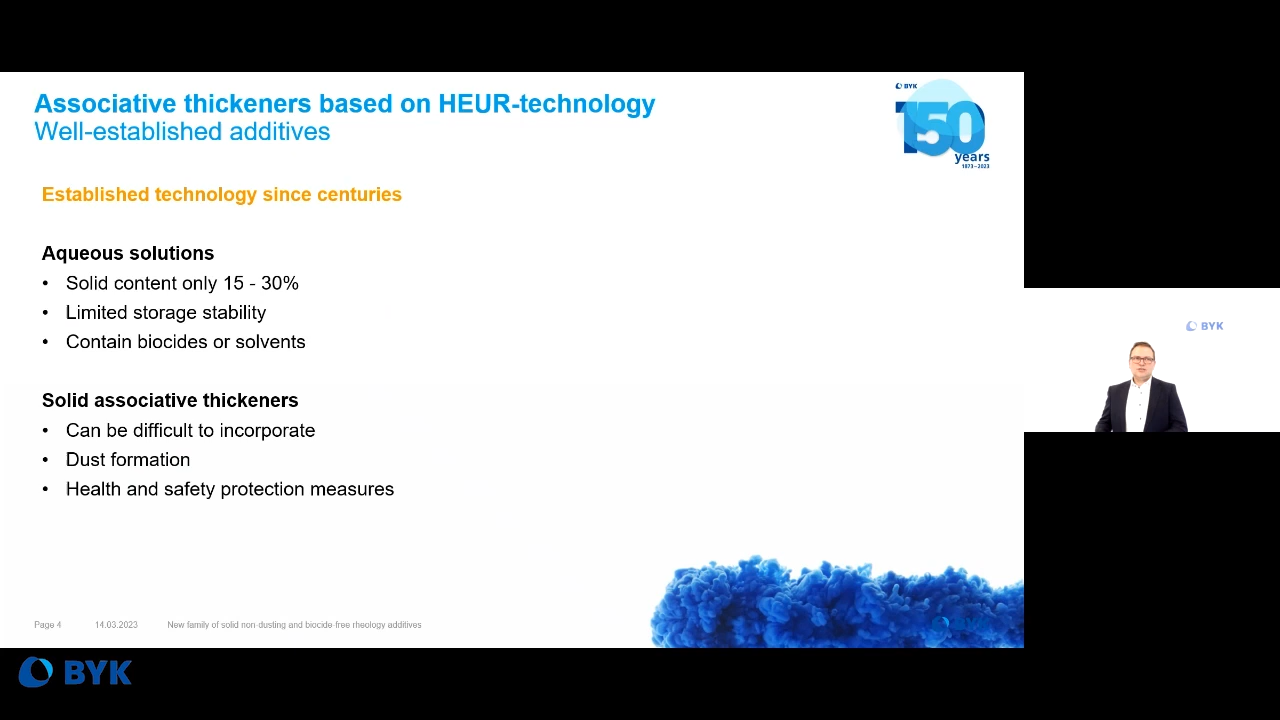 Associative thickeners based on HEUR-technology
Well-established additives
BYK
150
years
1873–2023
Established technology since centuries
Aqueous solutions
• Solid content only 15 - 30%
• Limited storage stability
• Contain biocides or solvents
BYK
Solid associative thickeners
• Can be difficult to incorporate
• Dust formation
• Health and safety protection measures
Page 4 14.03.2023 New family of solid non-dusting and biocide-free rheology additives
BYK
BYK